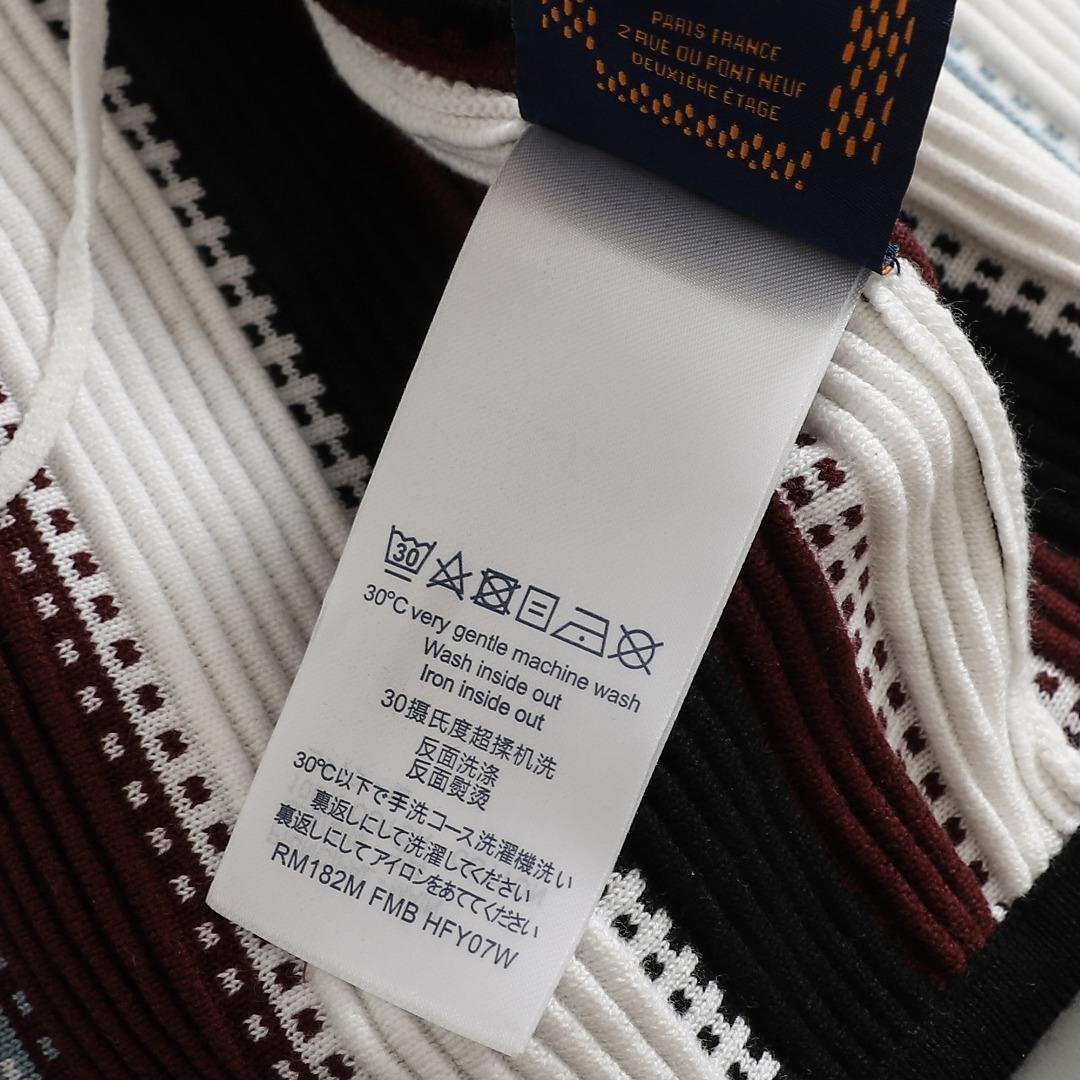 PARIS FRANCE
2 RUE DU PONT NEUF
DEUXIÈME ÉTAGE
30
30°C very gentle machine wash
Wash inside out
Iron inside out
30摄氏度超揉机洗
反面洗涤
反面熨烫
30℃以下で手洗コース洗濯機洗い
裏返しにして洗濯してください
裏返しにしてアイロンをあててください
RM182M FMB HFY07W